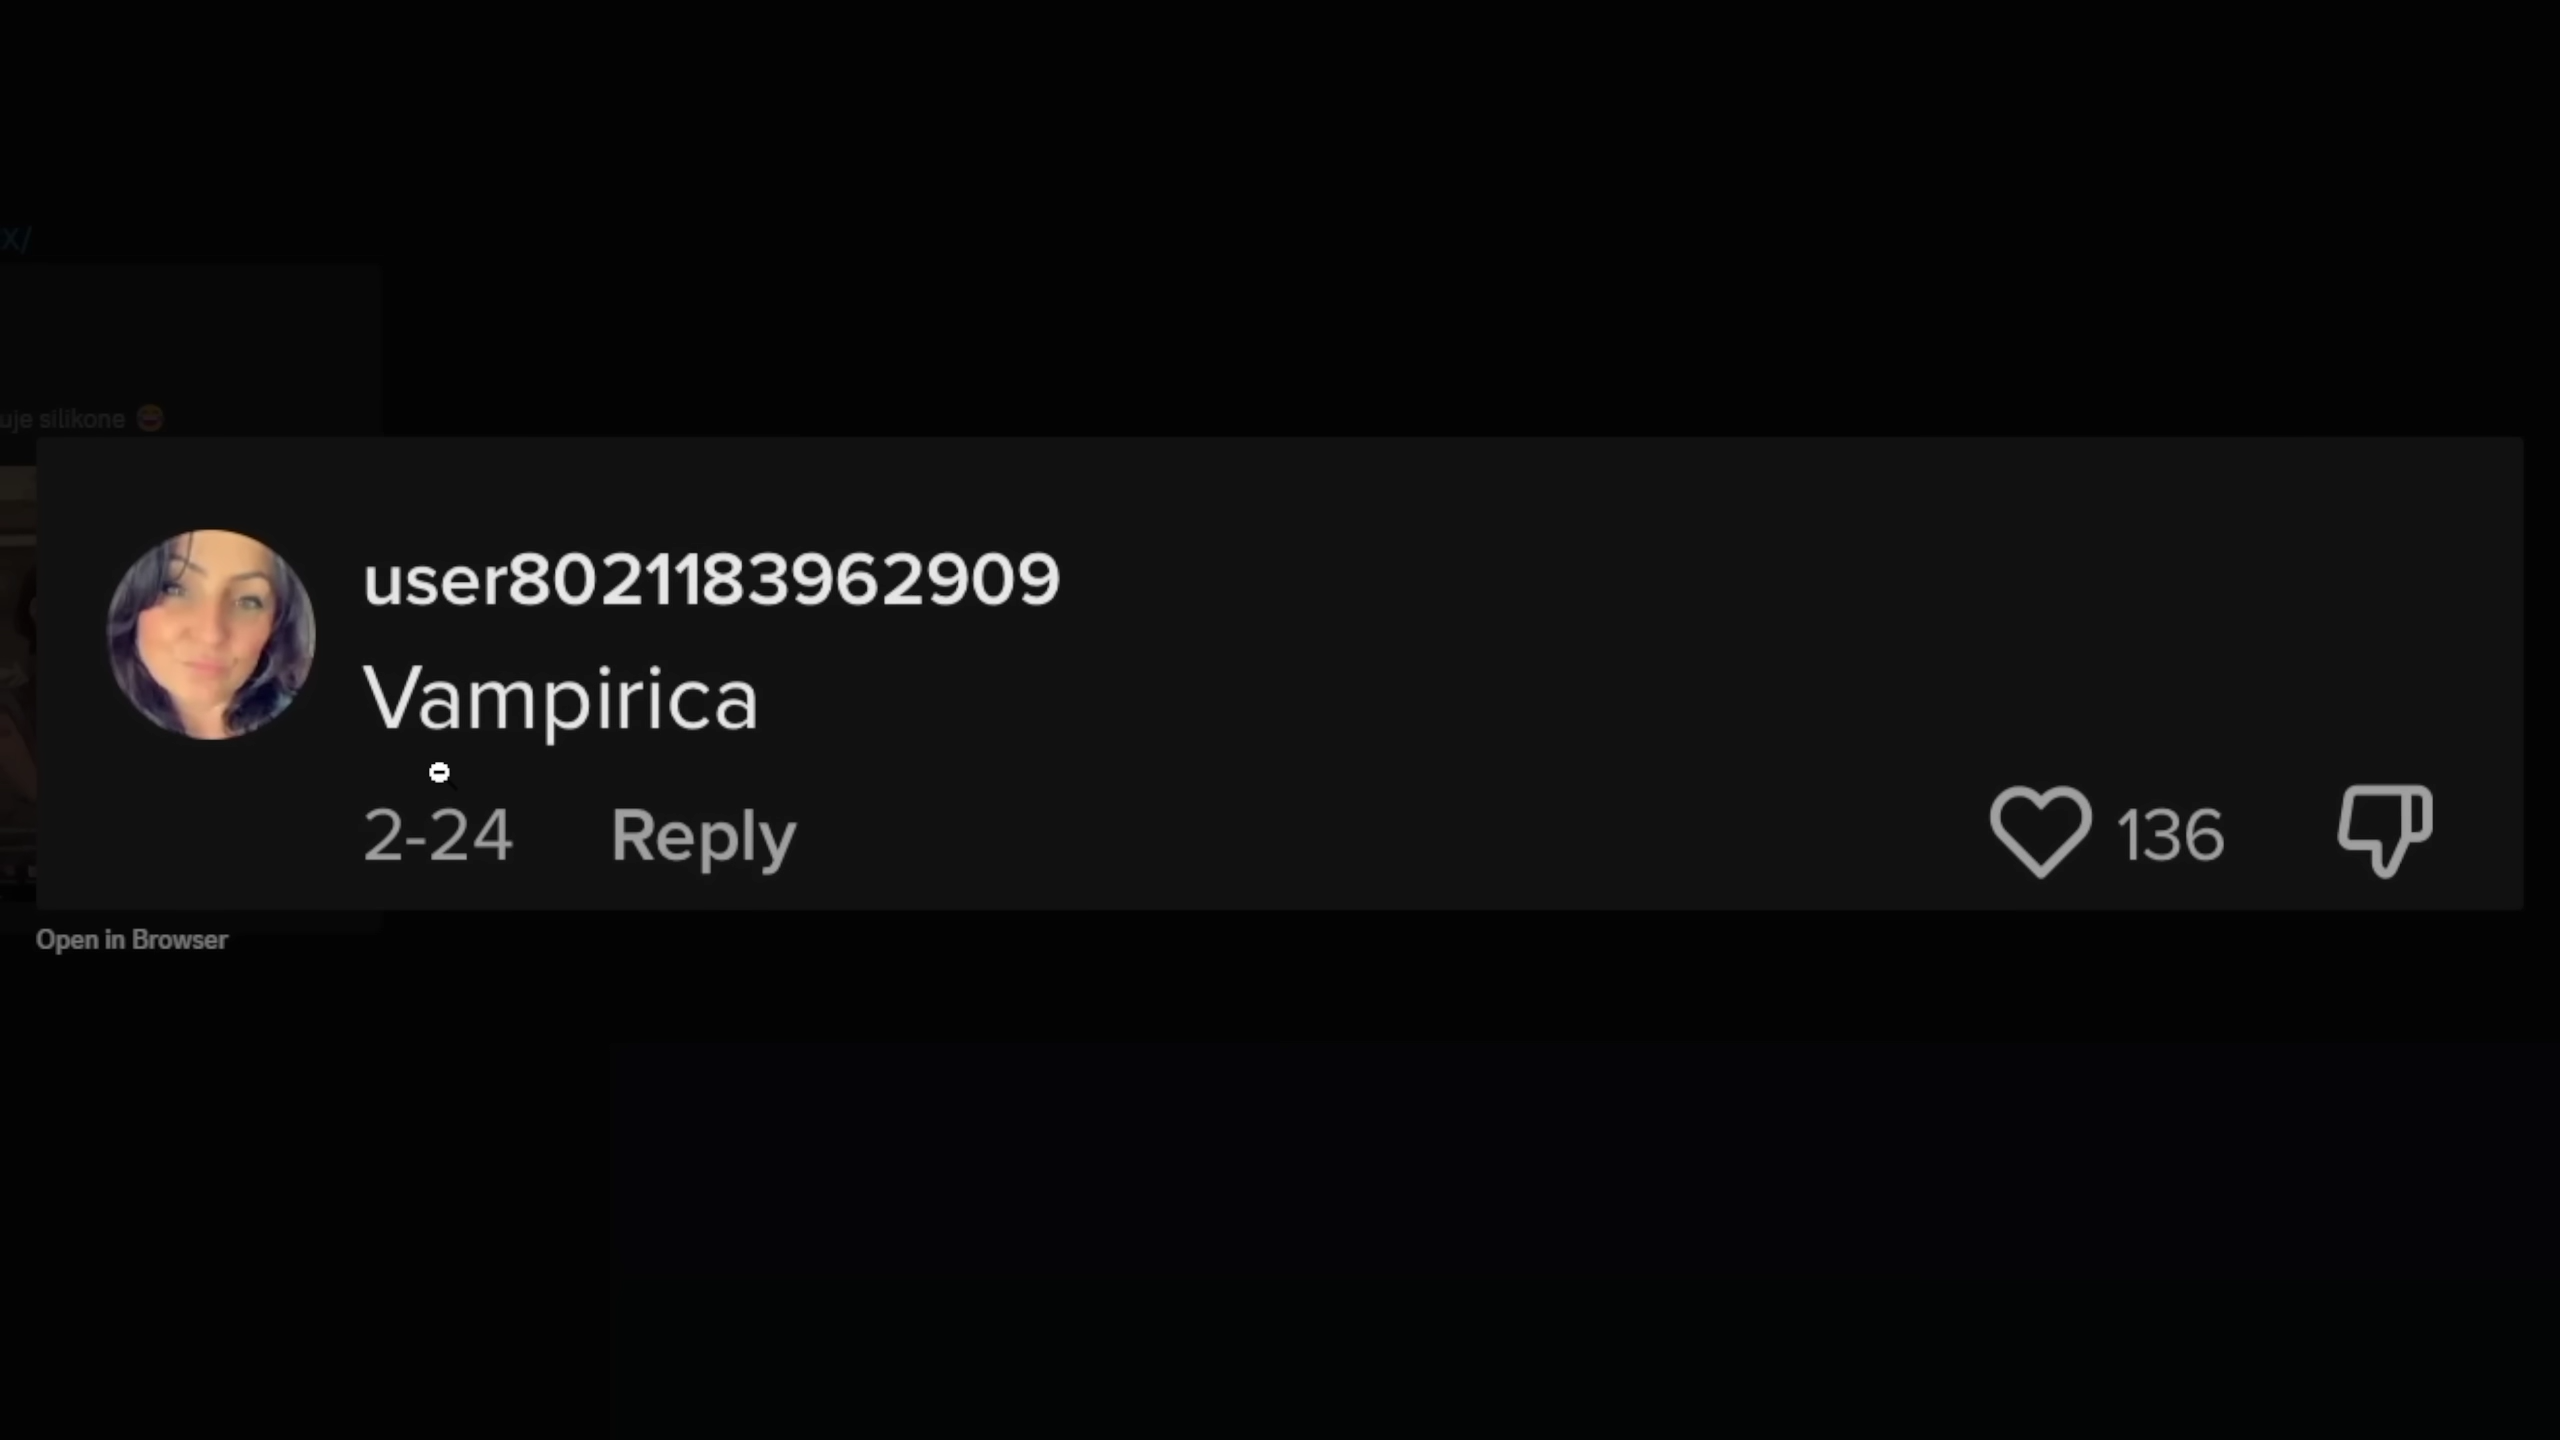 X/
uje silikone
user8021183962909
Vampirica
2-24 Reply 136
Open in Browser